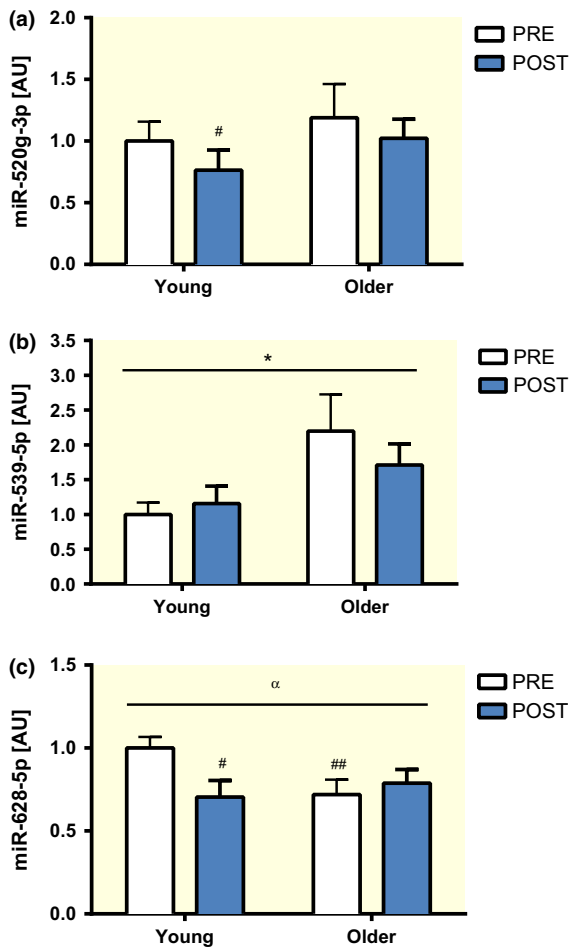 (a)
miR-520g-3p [AU]
2.0
1.5
1.0
0.5
0.0
#
Young
Older
PRE
POST
(b)
miR-539-5p [AU]
3.5
3.0
2.5
2.0
1.5
1.0
0.5
0.0
*
Young
Older
PRE
POST
(c)
miR-628-5p [AU]
1.5
1.0
0.5
0.0
α
#
##
Young
Older
PRE
POST